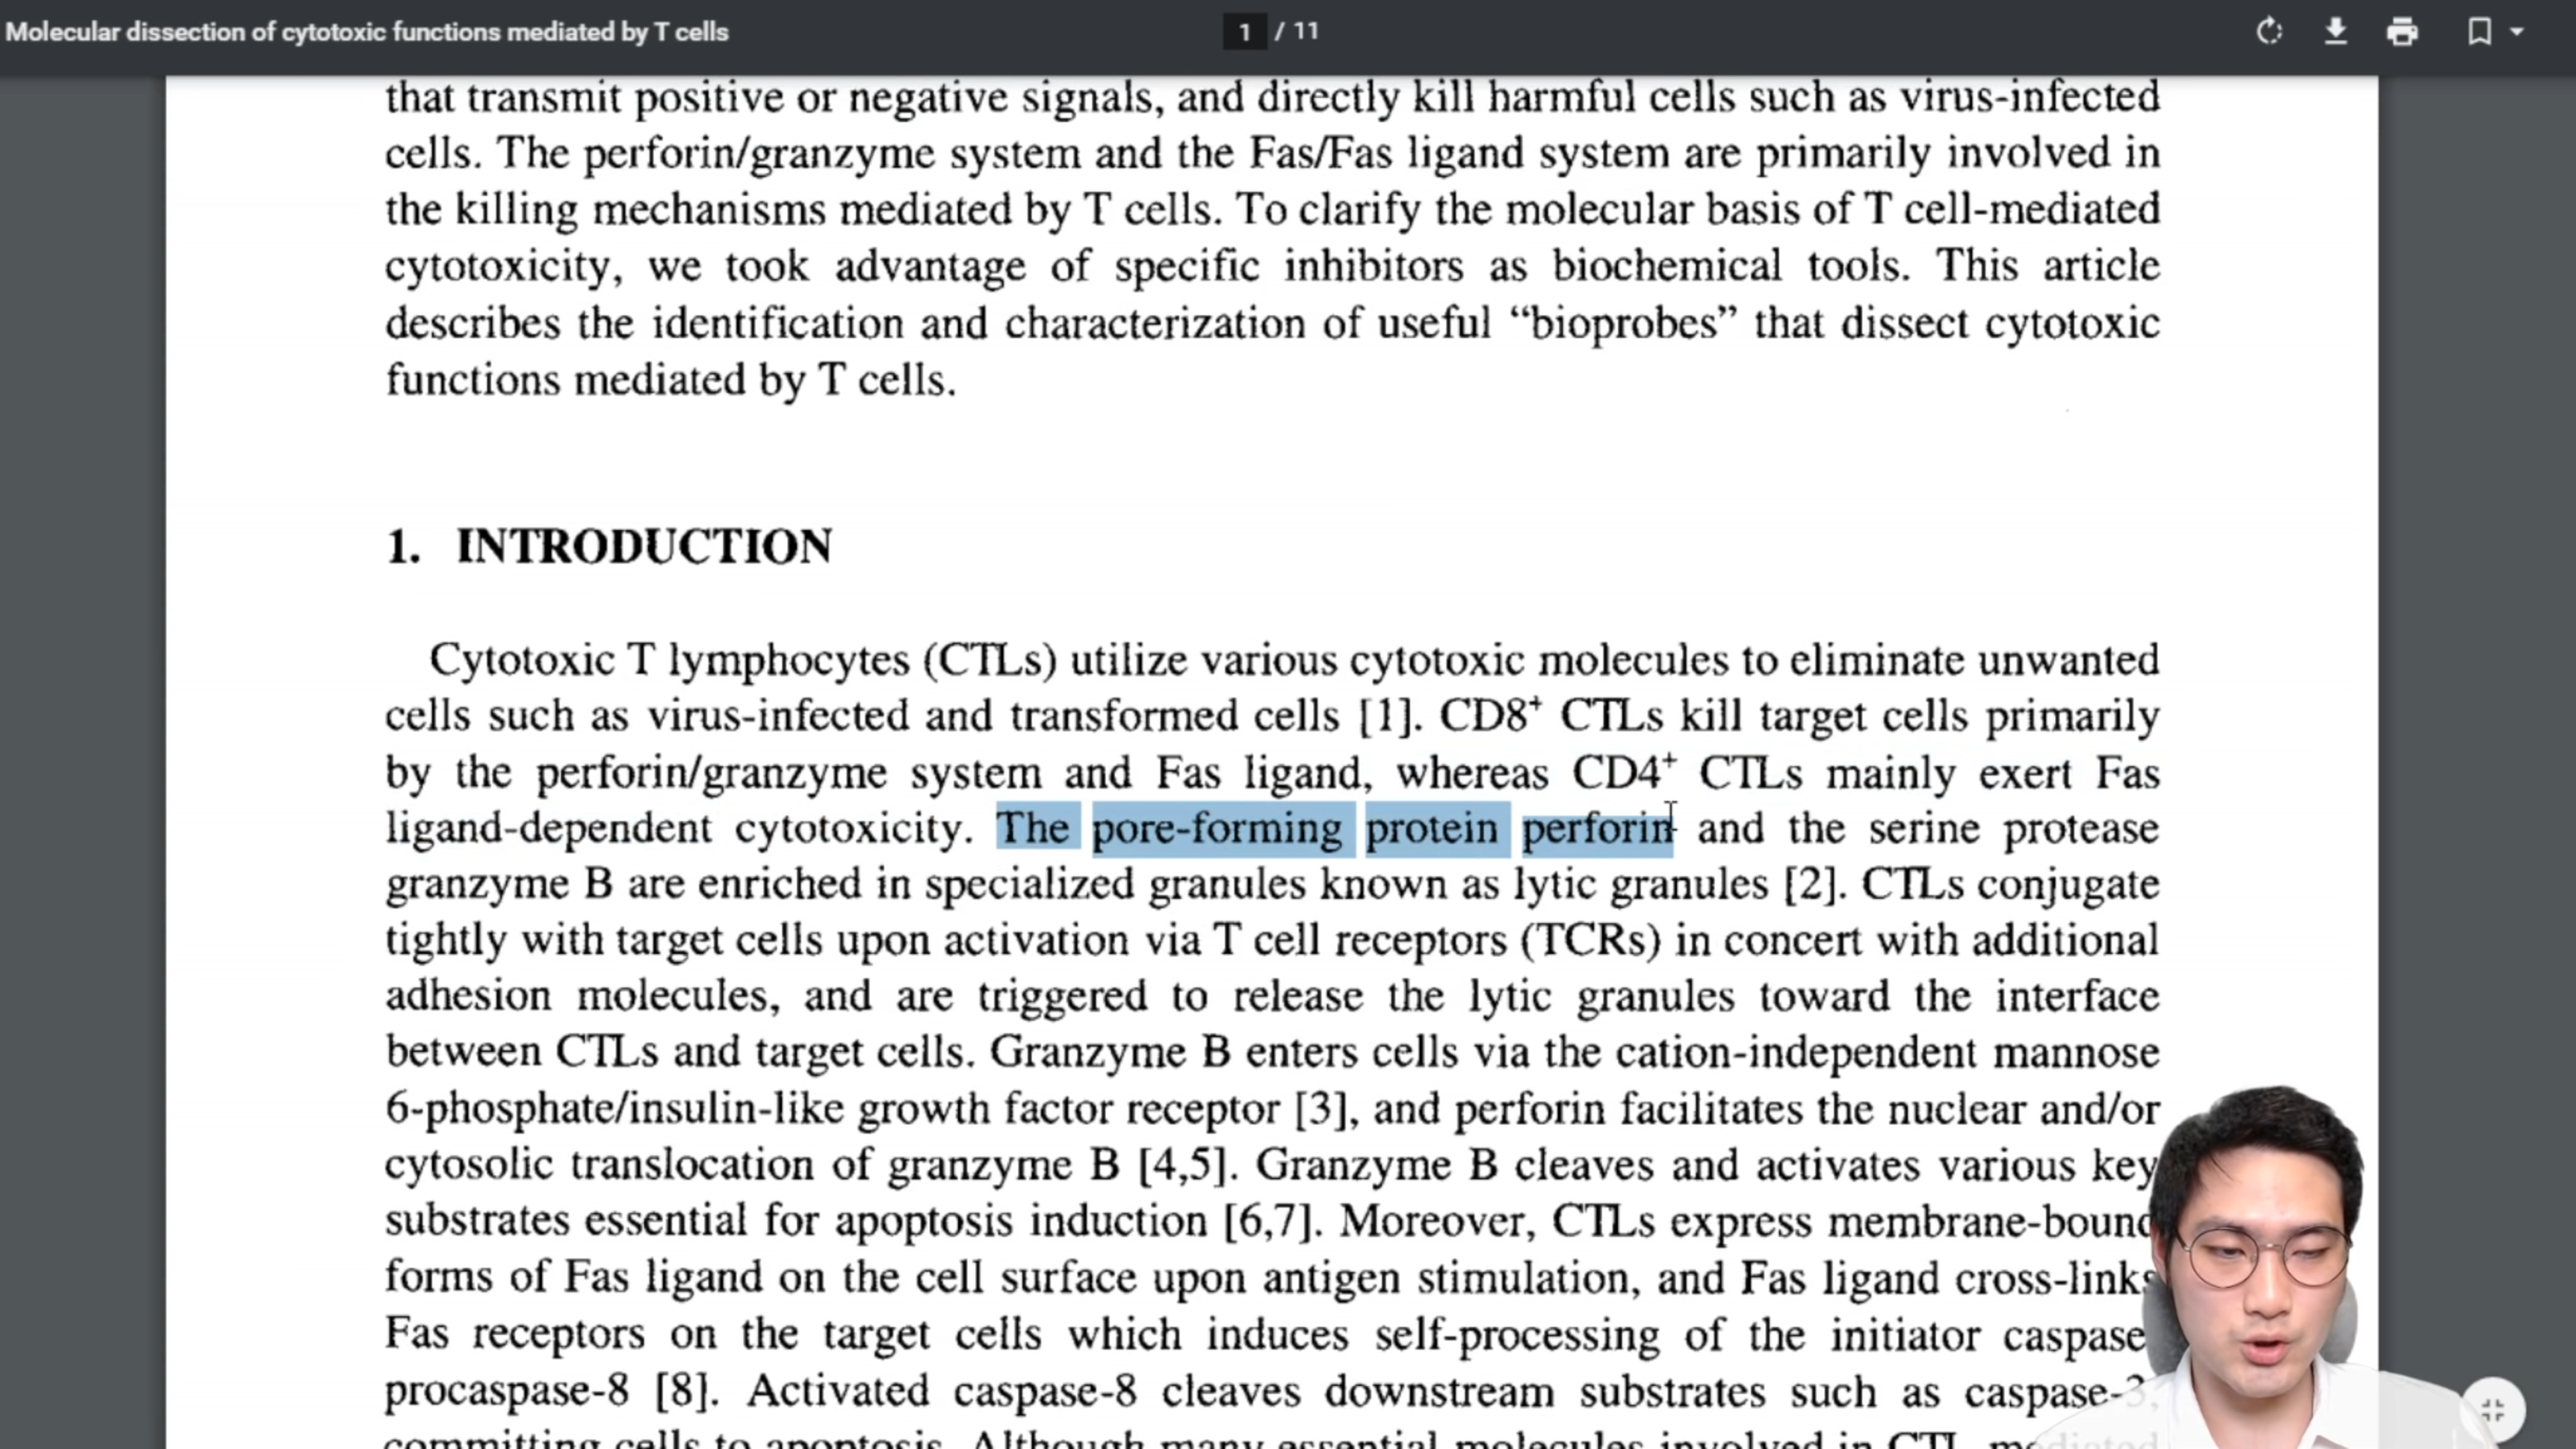 Molecular dissection of cytotoxic functions mediated by T cells
1 / 11
that transmit positive or negative signals, and directly kill harmful cells such as virus-infected
cells. The perforin/granzyme system and the Fas/Fas ligand system are primarily involved in
the killing mechanisms mediated by T cells. To clarify the molecular basis of T cell-mediated
cytotoxicity, we took advantage of specific inhibitors as biochemical tools. This article
describes the identification and characterization of useful “bioprobes” that dissect cytotoxic
functions mediated by T cells.
1. INTRODUCTION
Cytotoxic T lymphocytes (CTLs) utilize various cytotoxic molecules to eliminate unwanted
cells such as virus-infected and transformed cells [1]. CD8⁺ CTLs kill target cells primarily
by the perforin/granzyme system and Fas ligand, whereas CD4⁺ CTLs mainly exert Fas
ligand-dependent cytotoxicity. The pore-forming protein perforin and the serine protease
granzyme B are enriched in specialized granules known as lytic granules [2]. CTLs conjugate
tightly with target cells upon activation via T cell receptors (TCRs) in concert with additional
adhesion molecules, and are triggered to release the lytic granules toward the interface
between CTLs and target cells. Granzyme B enters cells via the cation-independent mannose
6-phosphate/insulin-like growth factor receptor [3], and perforin facilitates the nuclear and/or
cytosolic translocation of granzyme B [4,5]. Granzyme B cleaves and activates various key
substrates essential for apoptosis induction [6,7]. Moreover, CTLs express membrane-bound
forms of Fas ligand on the cell surface upon antigen stimulation, and Fas ligand cross-links
Fas receptors on the target cells which induces self-processing of the initiator caspase
procaspase-8 [8]. Activated caspase-8 cleaves downstream substrates such as caspase-3,
committing cells to apoptosis. Although many essential molecules involved in CTL-mediated